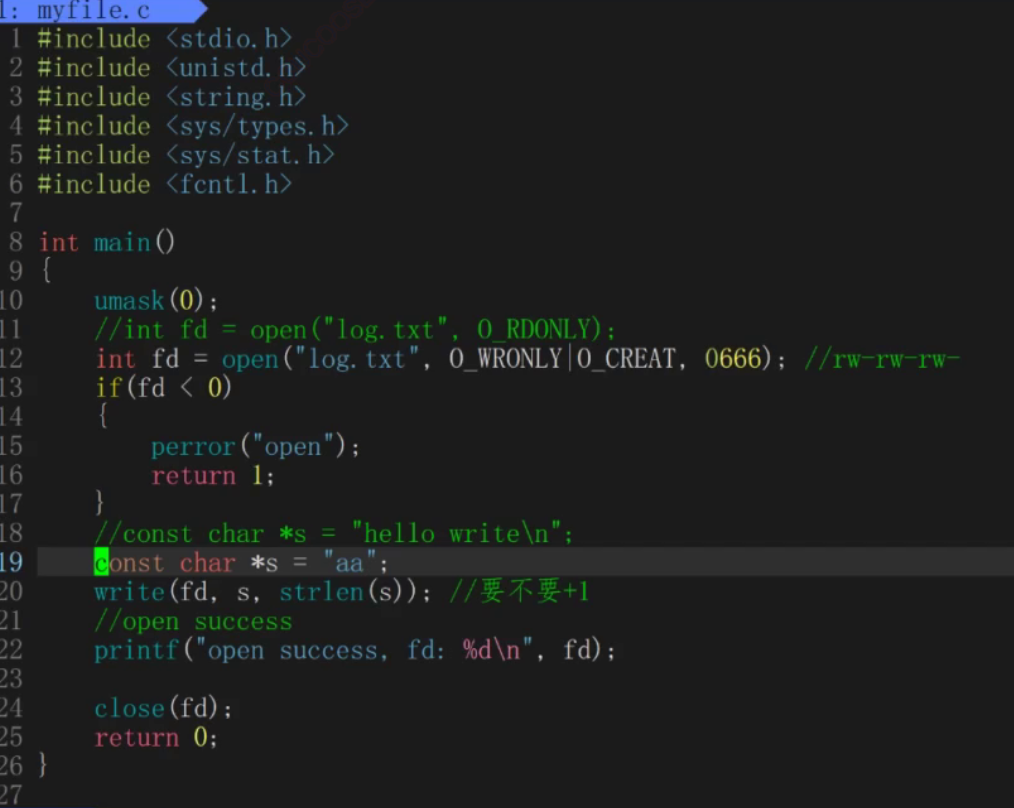 1: myfile.c
1 #include <stdio.h>
2 #include <unistd.h>
3 #include <string.h>
4 #include <sys/types.h>
5 #include <sys/stat.h>
6 #include <fcntl.h>
7
8 int main()
9 {
10     umask(0);
11     //int fd = open("log.txt", O_RDONLY);
12     int fd = open("log.txt", O_WRONLY|O_CREAT, 0666); //rw-rw-rw-
13     if(fd < 0)
14     {
15         perror("open");
16         return 1;
17     }
18     //const char *s = "hello write\n";
19     const char *s = "aa";
20     write(fd, s, strlen(s)); //要不要+1
21     //open success
22     printf("open success, fd: %d\n", fd);
23
24     close(fd);
25     return 0;
26 }
27